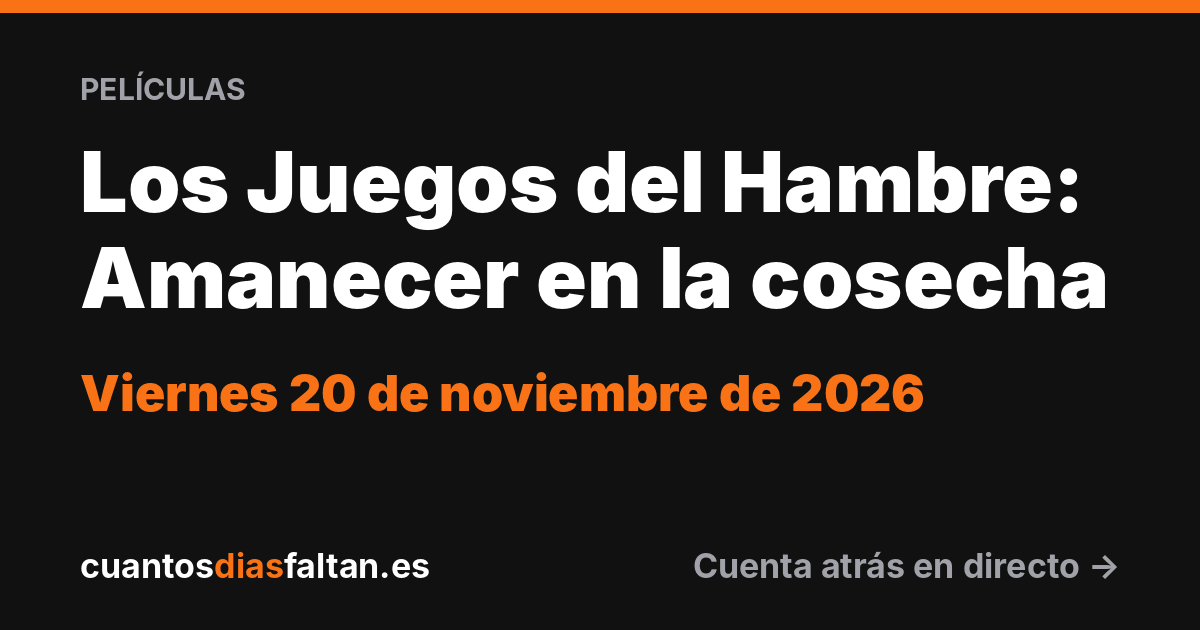 PELÍCULAS
Los Juegos del Hambre:
Amanecer en la cosecha
Viernes 20 de noviembre de 2026
cuantosdiasfaltan.es
Cuenta atrás en directo →